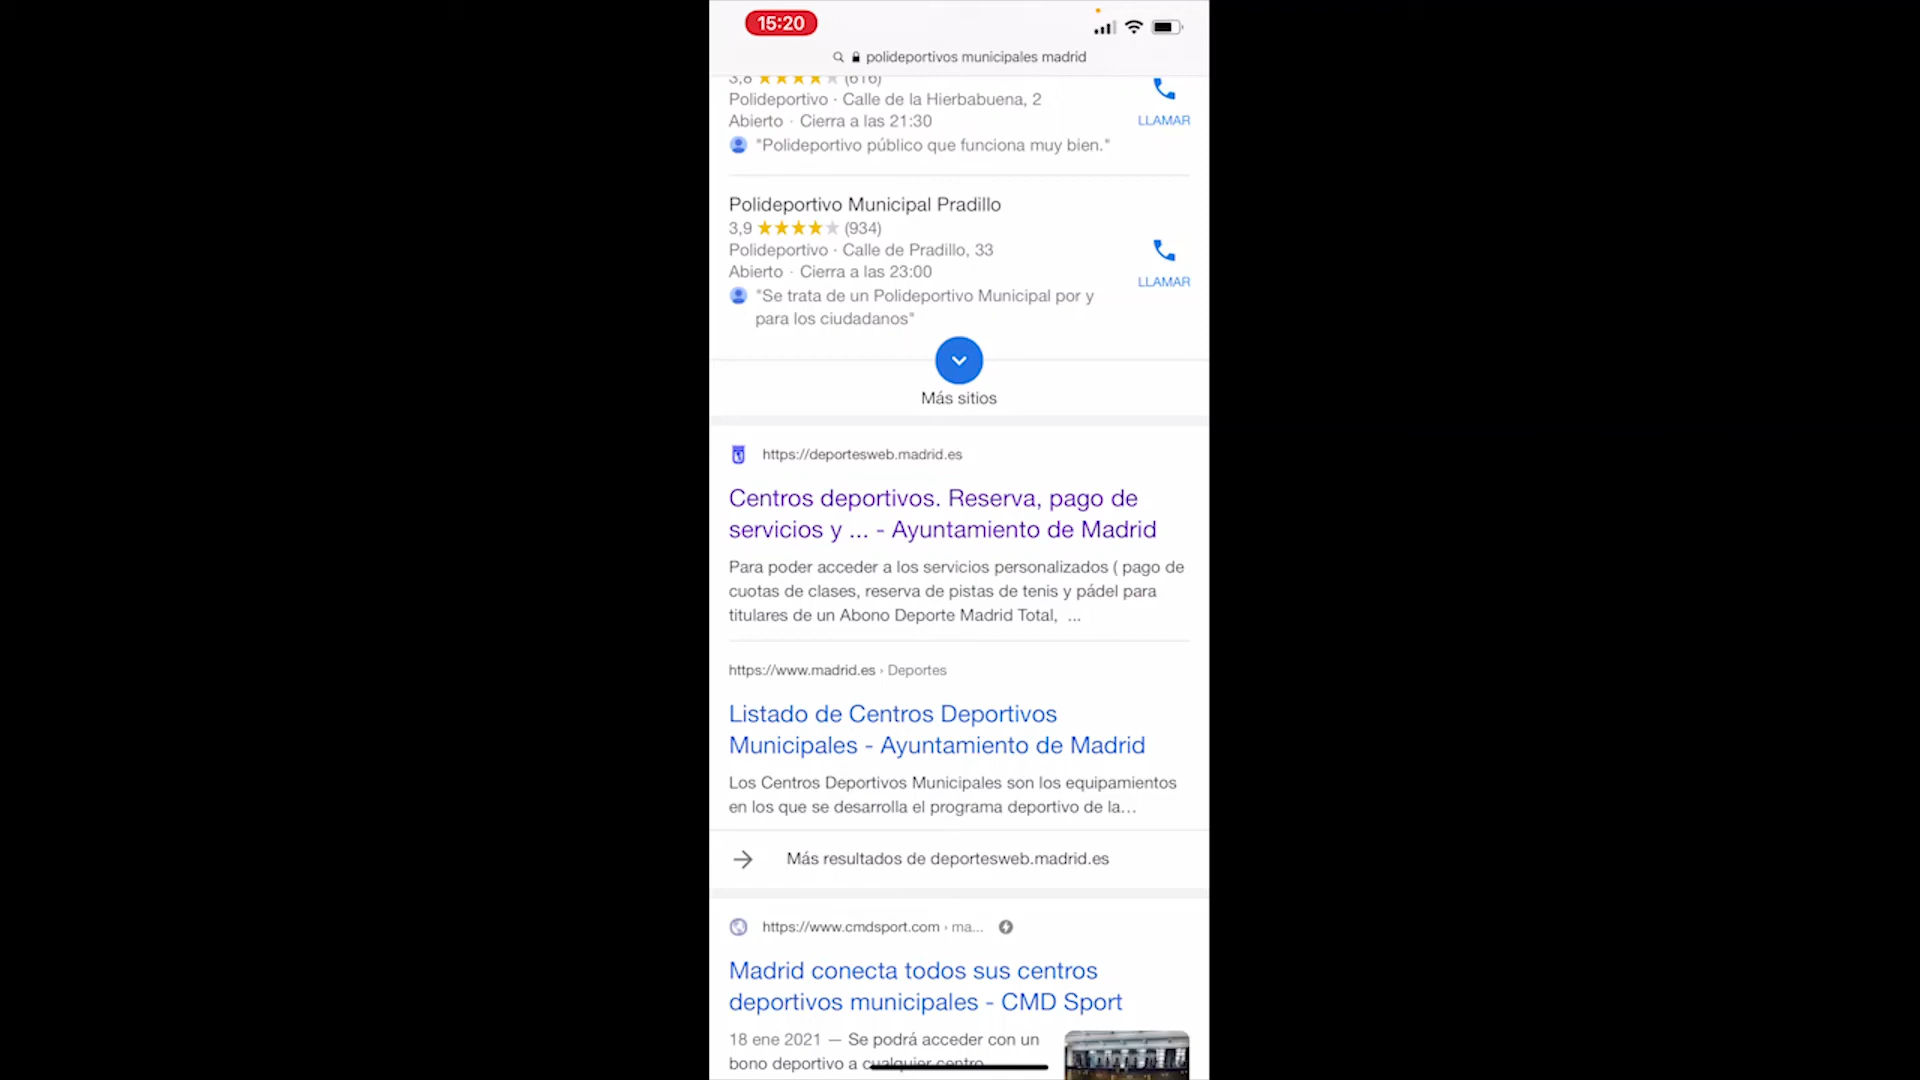 15:20
polideportivos municipales madrid
3,8 (616)
Polideportivo · Calle de la Hierbabuena, 2
Abierto · Cierra a las 21:30
LLAMAR
"Polideportivo público que funciona muy bien."
Polideportivo Municipal Pradillo
3,9 (934)
Polideportivo · Calle de Pradillo, 33
Abierto · Cierra a las 23:00
LLAMAR
"Se trata de un Polideportivo Municipal por y
para los ciudadanos"
Más sitios
https://deportesweb.madrid.es
Centros deportivos. Reserva, pago de
servicios y ... - Ayuntamiento de Madrid
Para poder acceder a los servicios personalizados ( pago de
cuotas de clases, reserva de pistas de tenis y pádel para
titulares de un Abono Deporte Madrid Total, ...
https://www.madrid.es › Deportes
Listado de Centros Deportivos
Municipales - Ayuntamiento de Madrid
Los Centros Deportivos Municipales son los equipamientos
en los que se desarrolla el programa deportivo de la...
Más resultados de deportesweb.madrid.es
https://www.cmdsport.com › ma...
Madrid conecta todos sus centros
deportivos municipales - CMD Sport
18 ene 2021 — Se podrá acceder con un
bono deportivo a cualquier centro